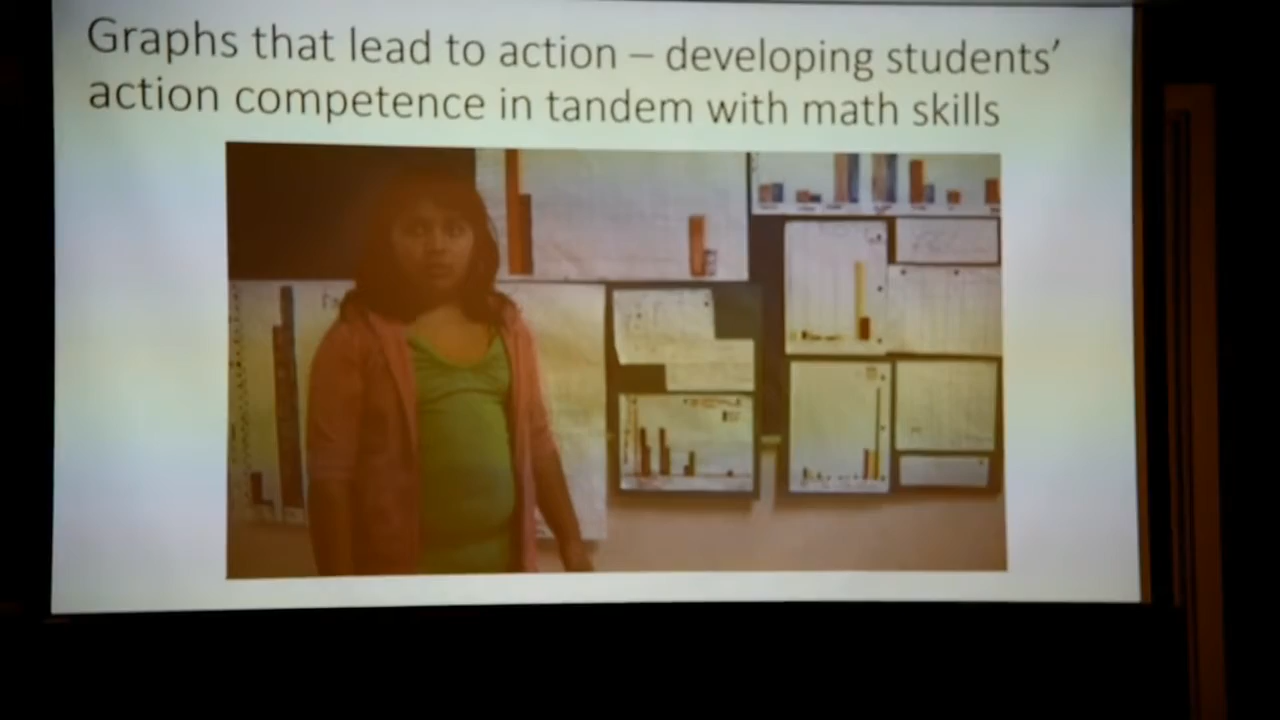 Graphs that lead to action – developing students’
action competence in tandem with math skills